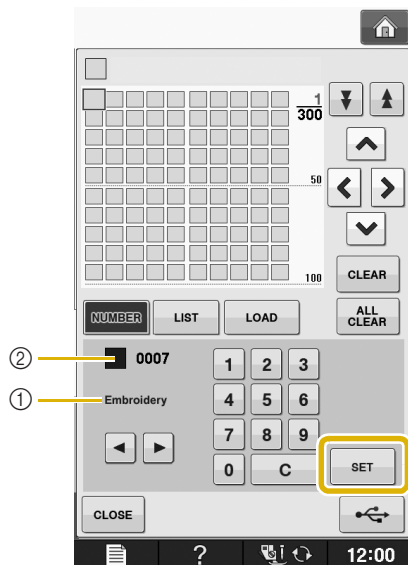 1
300
50
100
CLEAR
NUMBER LIST LOAD ALL CLEAR
② 0007
1 2 3
① Embroidery
4 5 6
7 8 9
0 C
SET
CLOSE
? 12:00